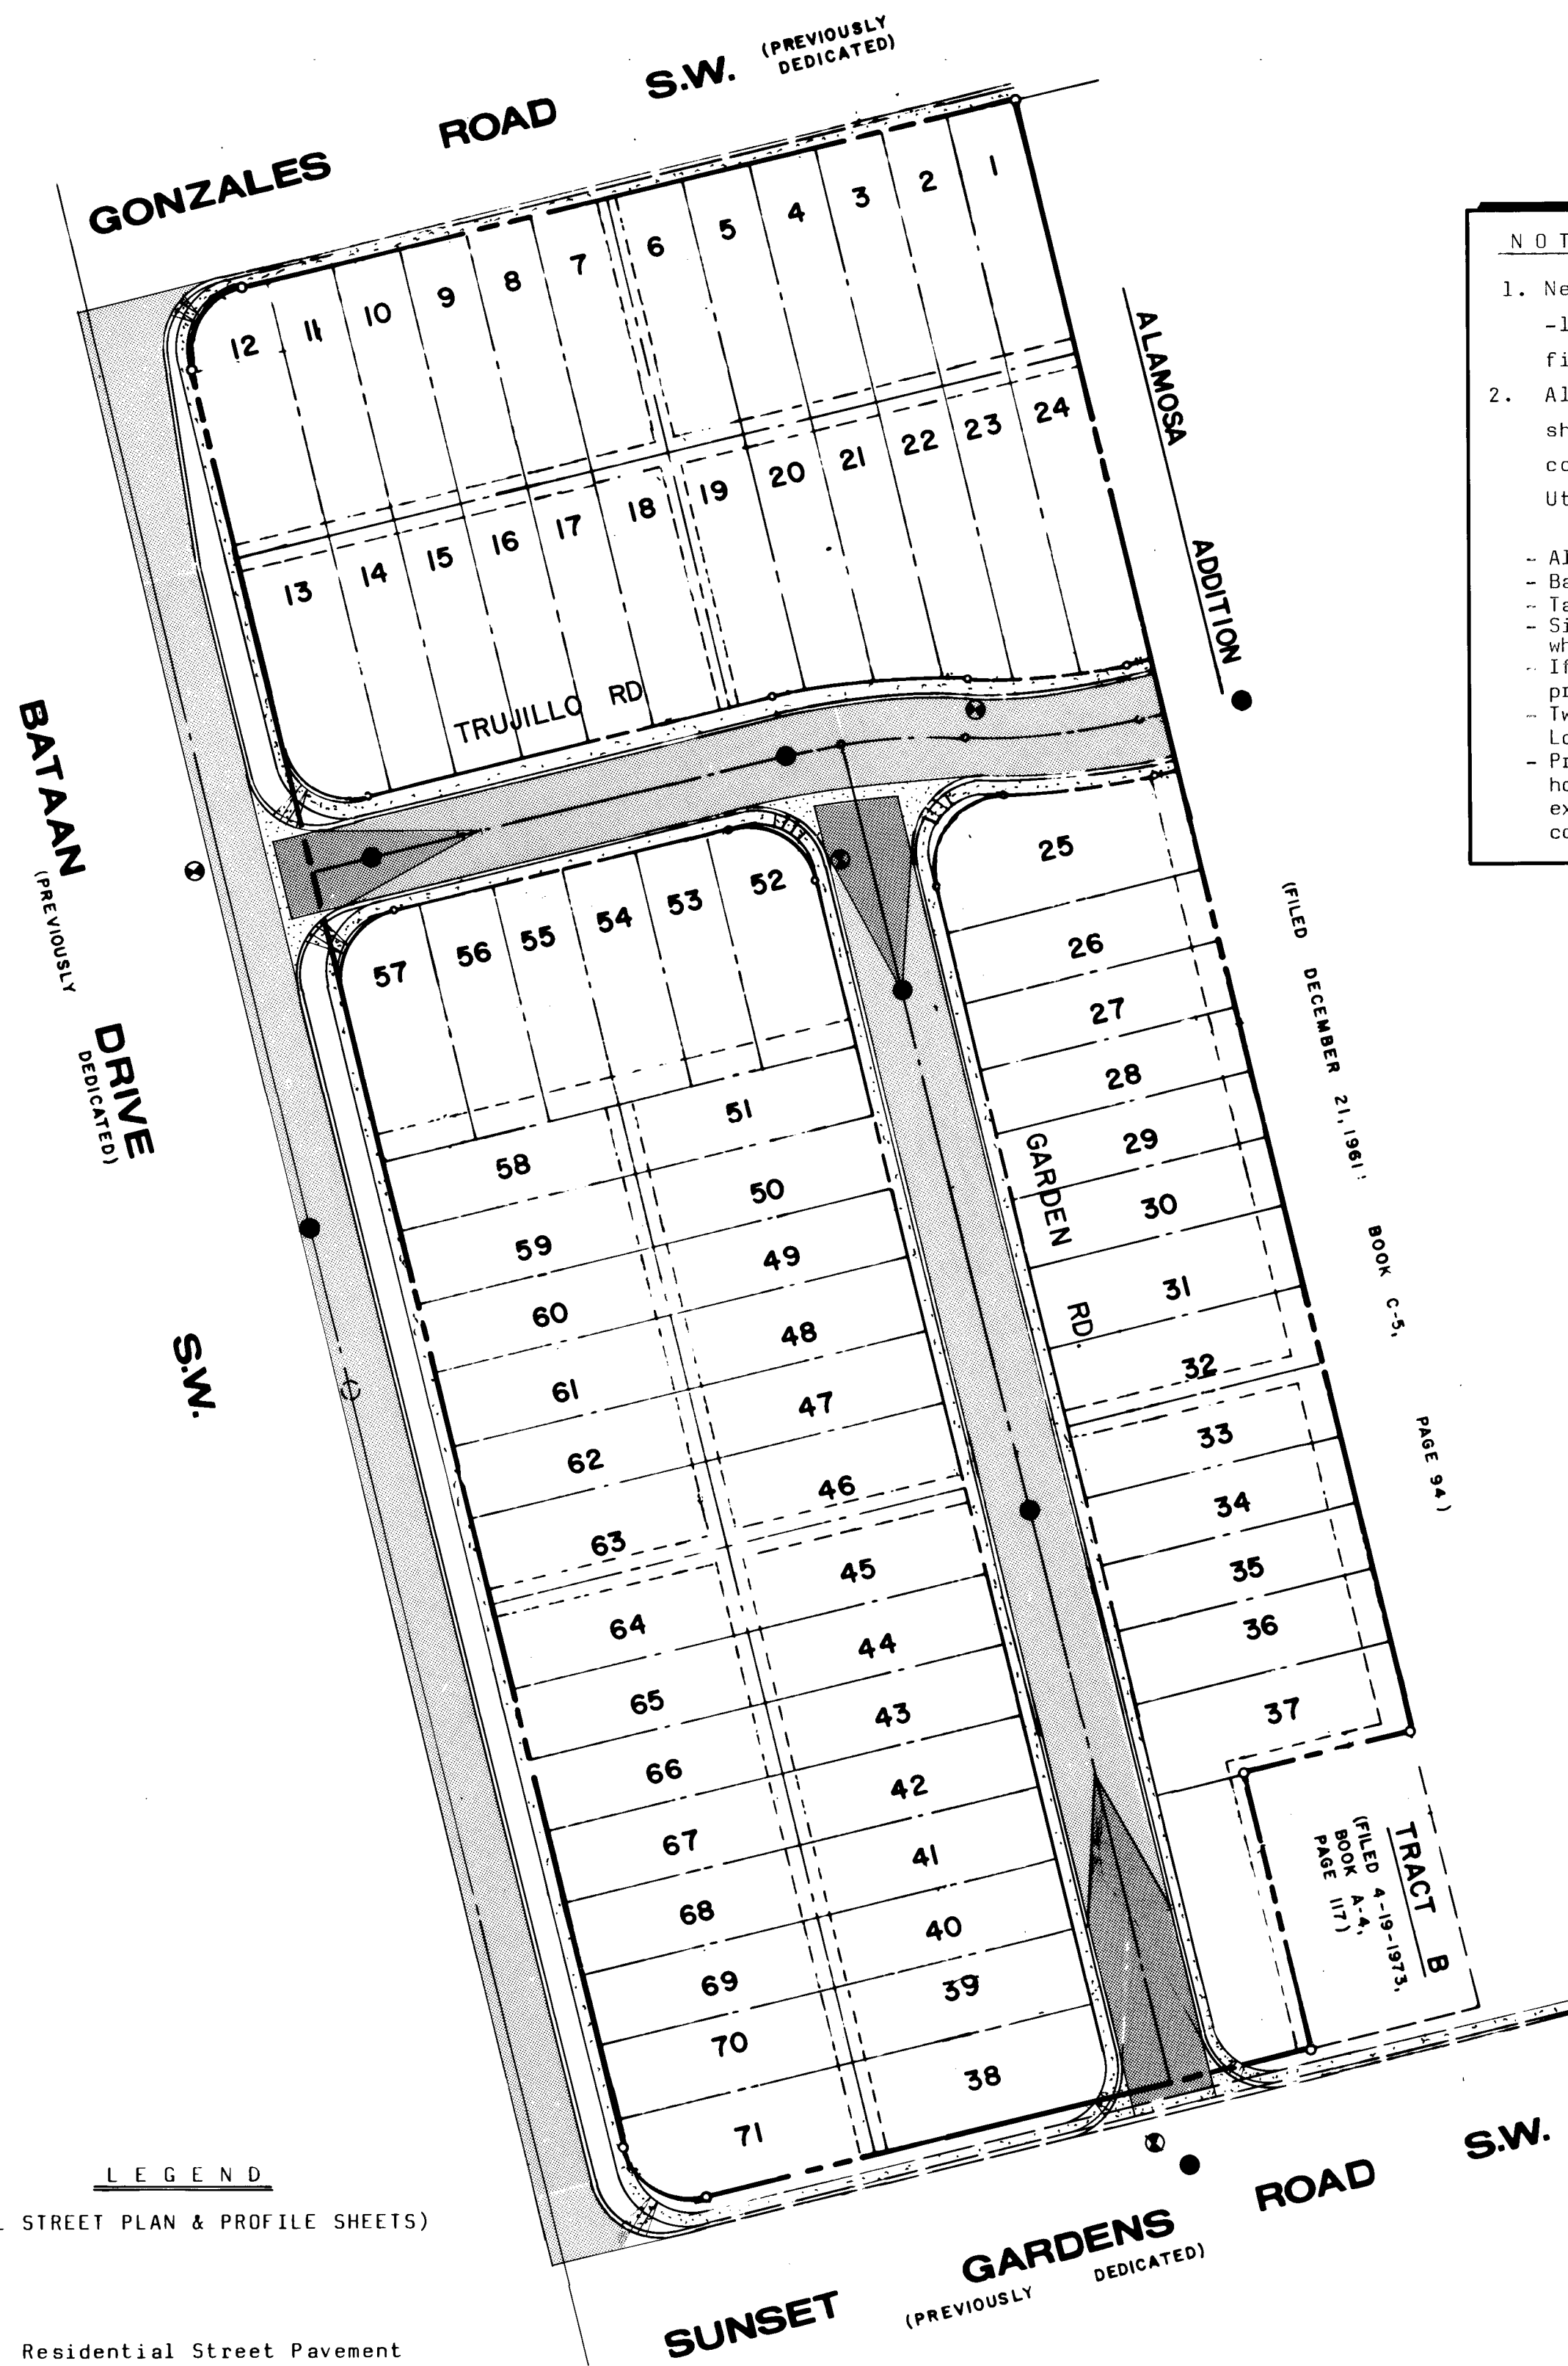 GONZALES ROAD S.W. (PREVIOUSLY
DEDICATED)
1
2
3
4
5
6
7
8
9
10
11
12
13
14
15
16
17
18
19
20
21
22
23
24
ALAMOSA ADDITION
(FILED DECEMBER 21, 1961: BOOK C-5, PAGE 94)
TRUJILLO RD
BATAAN DRIVE S.W.
(PREVIOUSLY DEDICATED)
GARDEN RD.
25
26
27
28
29
30
31
32
33
34
35
36
37
38
39
40
41
42
43
44
45
46
47
48
49
50
51
52
53
54
55
56
57
58
59
60
61
62
63
64
65
66
67
68
69
70
71
TRACT B
(FILED 4-19-1973,
BOOK A-4,
PAGE 117)
SUNSET GARDENS ROAD S.W.
(PREVIOUSLY DEDICATED)
N O T
1. Ne
-l
fi
2. Al
sh
co
Ut
- Al
- Ba
- Ta
- Si
wh
- If
pr
- Tw
Lo
- Pr
ho
ex
co
L E G E N D
STREET PLAN & PROFILE SHEETS)
Residential Street Pavement